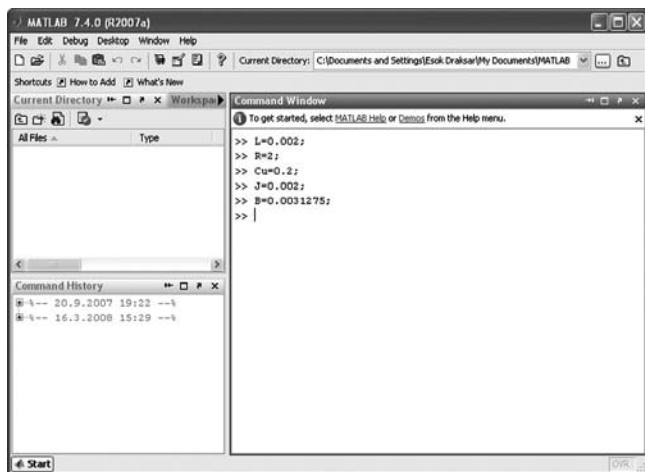 MATLAB 7.4.0 (R2007a)
File Edit Debug Desktop Window Help
Current Directory: C:\Documents and Settings\Esok Draksar\My Documents\MATLAB
Shortcuts How to Add What's New
Current Directory Workspa
All Files Type
Command History
%-- 20.9.2007 19:22 --%
%-- 16.3.2008 15:29 --%
Command Window
To get started, select MATLAB Help or Demos from the Help menu.
>> L=0.002;
>> R=2;
>> Cu=0.2;
>> J=0.002;
>> B=0.0031275;
>>
Start
OVR